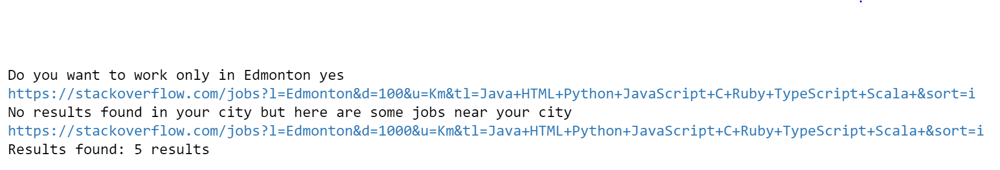 Do you want to work only in Edmonton yes
https://stackoverflow.com/jobs?l=Edmonton&d=100&u=Km&tl=Java+HTML+Python+JavaScript+C+Ruby+TypeScript+Scala+&sort=i
No results found in your city but here are some jobs near your city
https://stackoverflow.com/jobs?l=Edmonton&d=1000&u=Km&tl=Java+HTML+Python+JavaScript+C+Ruby+TypeScript+Scala+&sort=i
Results found: 5 results